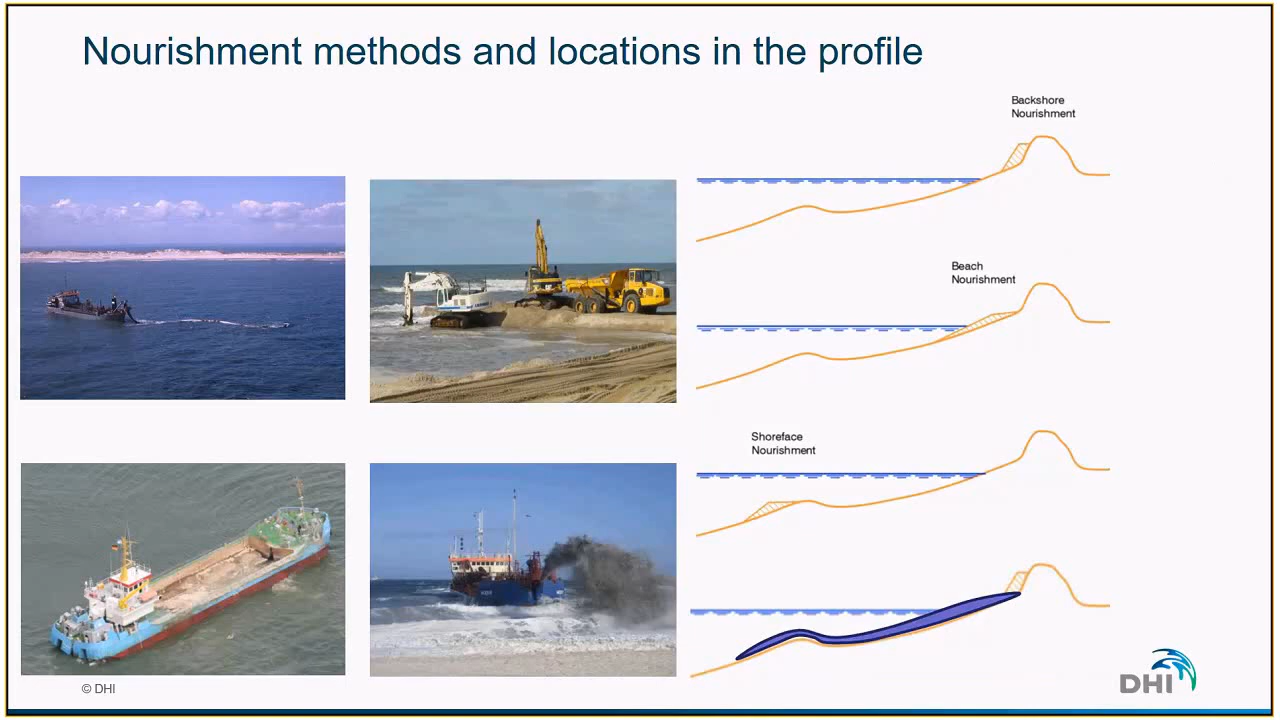 Nourishment methods and locations in the profile
Backshore
Nourishment
Beach
Nourishment
Shoreface
Nourishment
© DHI
DHI